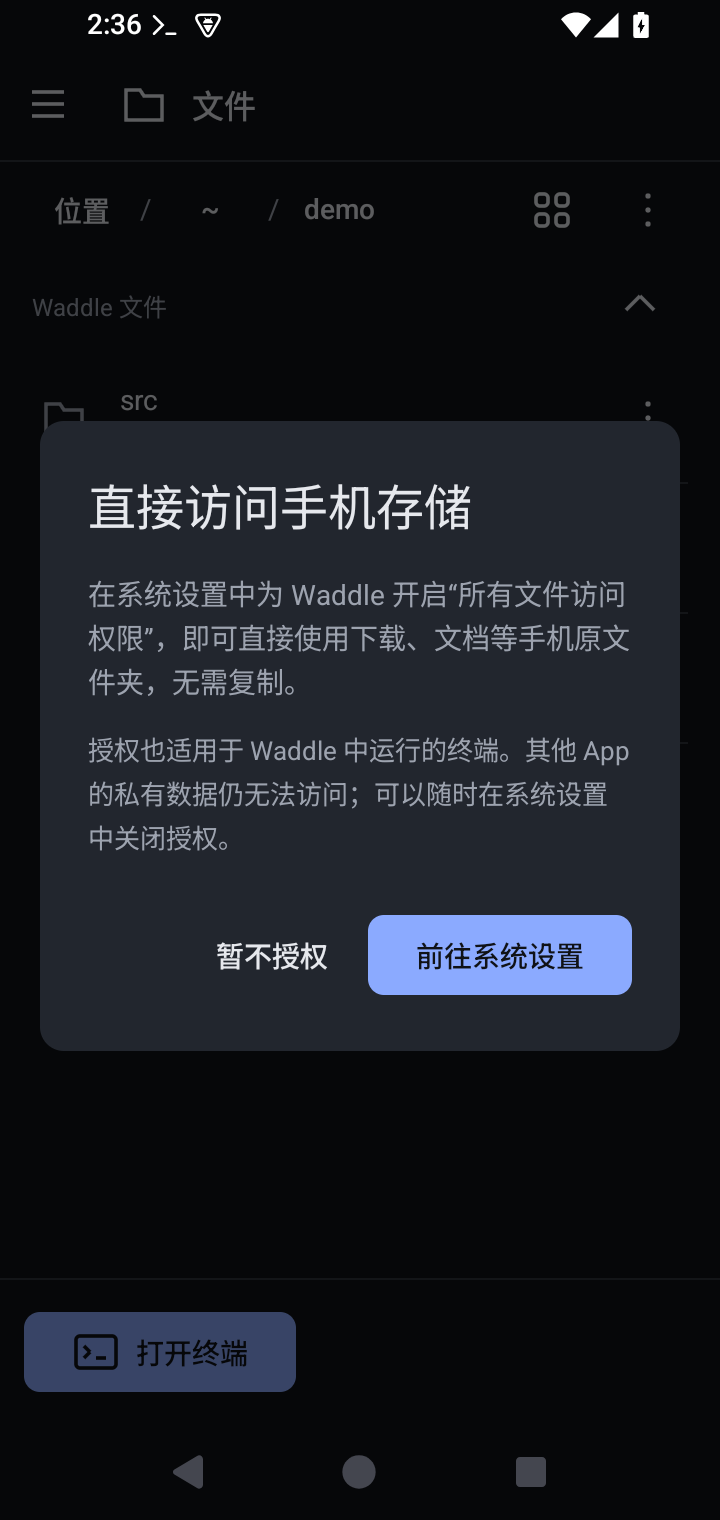 2:36
文件
位置 / ~ / demo
Waddle 文件
src
直接访问手机存储
在系统设置中为 Waddle 开启“所有文件访问
权限”，即可直接使用下载、文档等手机原文
件夹，无需复制。
授权也适用于 Waddle 中运行的终端。其他 App
的私有数据仍无法访问；可以随时在系统设置
中关闭授权。
暂不授权
前往系统设置
打开终端